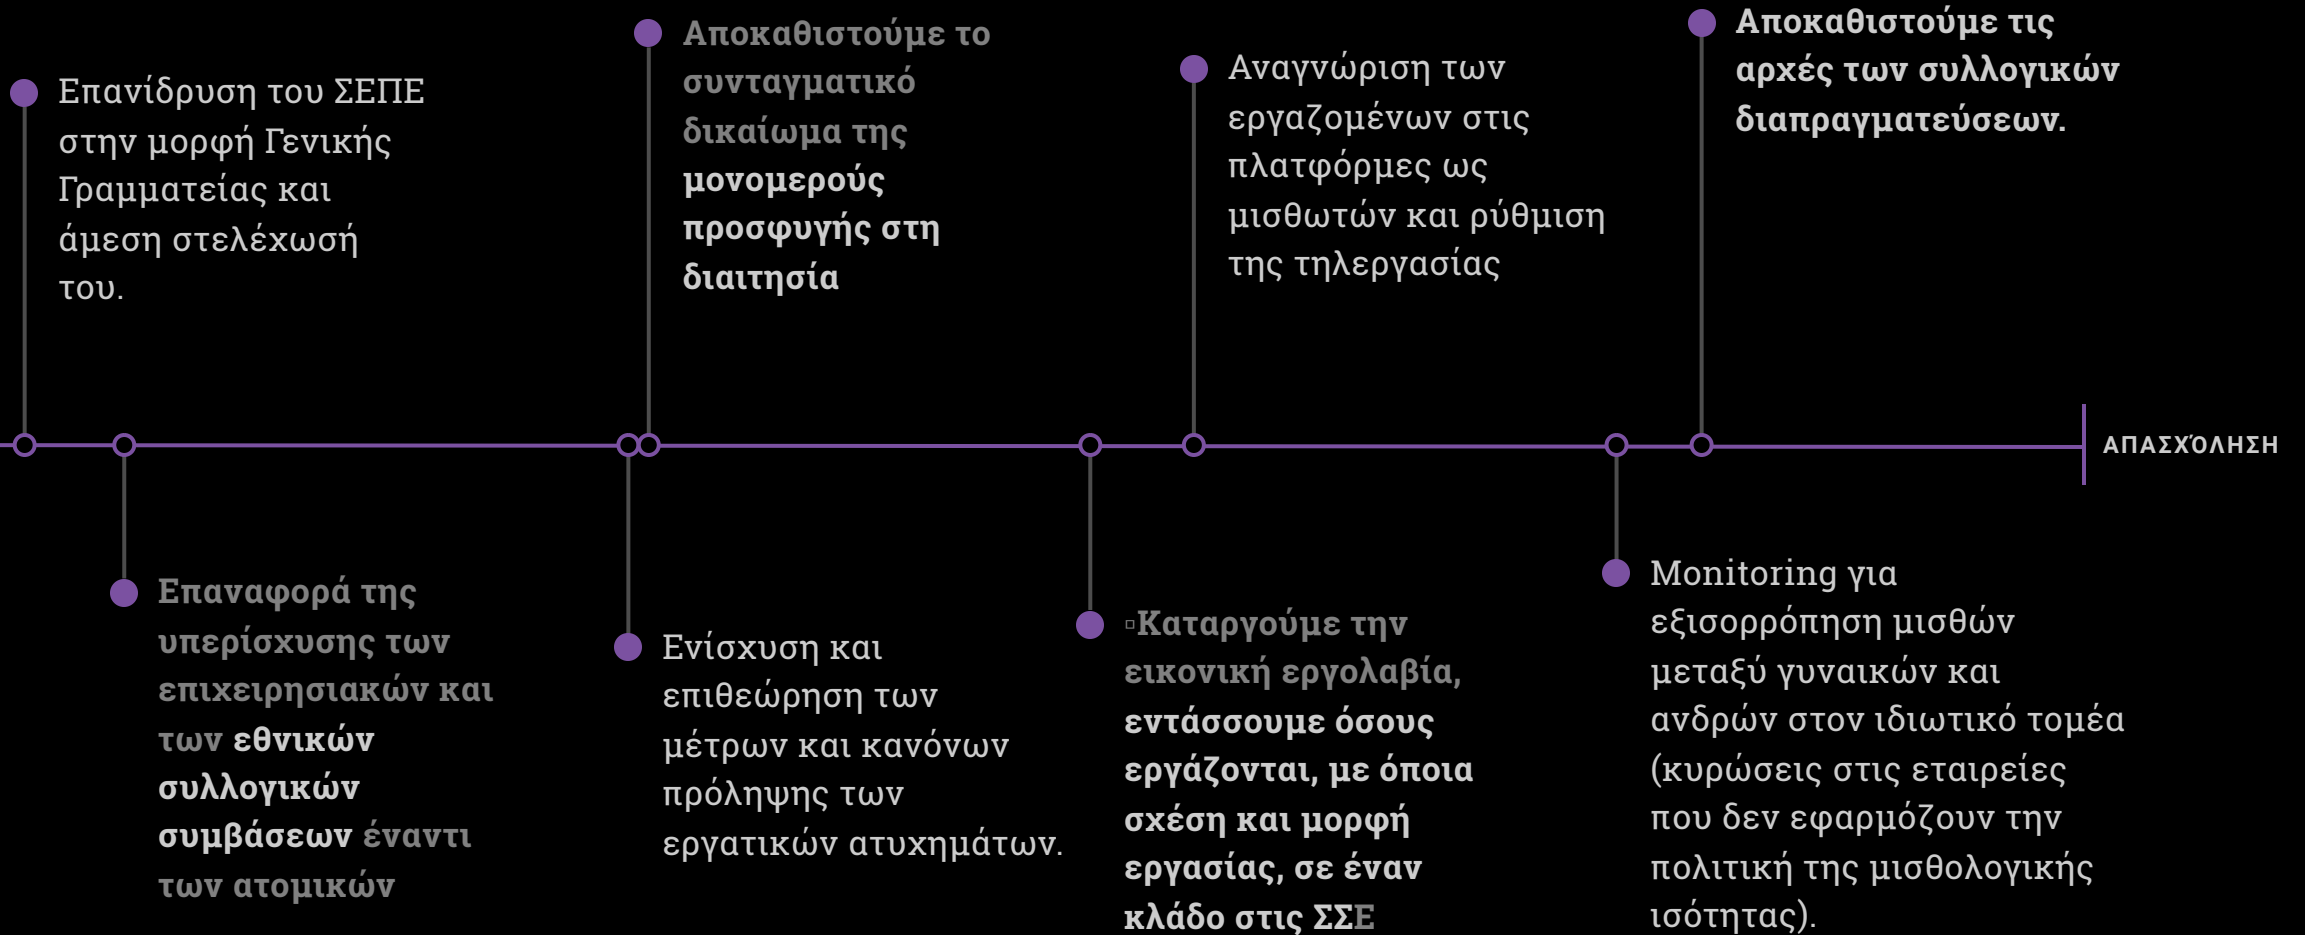 Επανίδρυση του ΣΕΠΕ
στην μορφή Γενικής
Γραμματείας και
άμεση στελέχωσή
του.
Αποκαθιστούμε το
συνταγματικό
δικαίωμα της
μονομερούς
προσφυγής στη
διαιτησία
Αναγνώριση των
εργαζομένων στις
πλατφόρμες ως
μισθωτών και ρύθμιση
της τηλεργασίας
Αποκαθιστούμε τις
αρχές των συλλογικών
διαπραγματεύσεων.
ΑΠΑΣΧΌΛΗΣΗ
Επαναφορά της
υπερίσχυσης των
επιχειρησιακών και
των εθνικών
συλλογικών
συμβάσεων έναντι
των ατομικών
Ενίσχυση και
επιθεώρηση των
μέτρων και κανόνων
πρόληψης των
εργατικών ατυχημάτων.
▫Καταργούμε την
εικονική εργολαβία,
εντάσσουμε όσους
εργάζονται, με όποια
σχέση και μορφή
εργασίας, σε έναν
κλάδο στις ΣΣΕ
Monitoring για
εξισορρόπηση μισθών
μεταξύ γυναικών και
ανδρών στον ιδιωτικό τομέα
(κυρώσεις στις εταιρείες
που δεν εφαρμόζουν την
πολιτική της μισθολογικής
ισότητας).